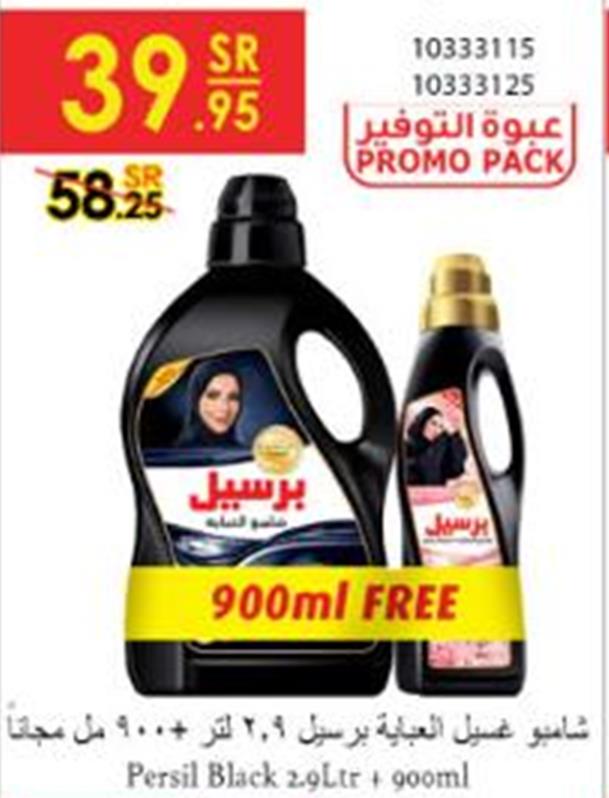 39.95 SR
10333115
10333125
عبوة التوفير
PROMO PACK
58.25 SR
برسيل
شامبو العباية
برسيل
900ml FREE
شامبو غسيل العباية برسيل ٢,٩ لتر +٩٠٠ مل مجاناً
Persil Black 2.9Ltr + 900ml